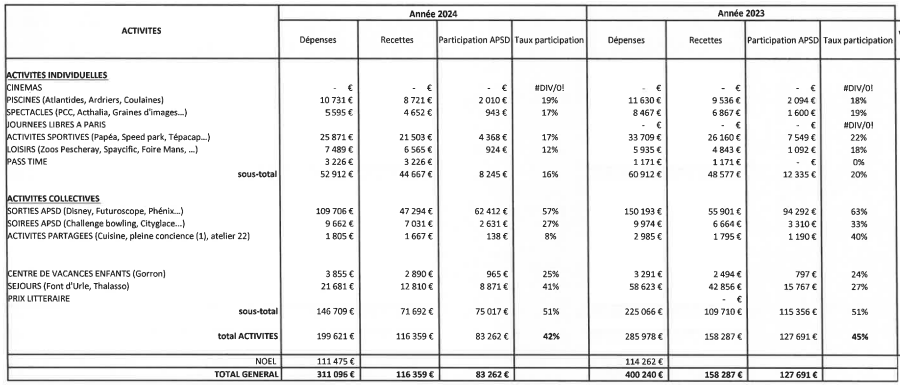 Année 2024 Année 2023
ACTIVITES Dépenses Recettes Participation APSD Taux participation Dépenses Recettes Participation APSD Taux participation
ACTIVITES INDIVIDUELLES
CINEMAS - € - € - € #DIV/0! - € - € - € #DIV/0!
PISCINES (Atlantides, Ardriers, Coulaines) 10 731 € 8 721 € 2 010 € 19% 11 630 € 9 536 € 2 094 € 18%
SPECTACLES (PCC, Acthalia, Graines d'images...) 5 595 € 4 652 € 943 € 17% 8 467 € 6 867 € 1 600 € 19%
JOURNEES LIBRES A PARIS - € - € #DIV/0!
ACTIVITES SPORTIVES (Papéa, Speed park, Tépacap...) 25 871 € 21 503 € 4 368 € 17% 33 709 € 26 160 € 7 549 € 22%
LOISIRS (Zoos Pescheray, Spaycific, Foire Mans, ...) 7 489 € 6 565 € 924 € 12% 5 935 € 4 843 € 1 092 € 18%
PASS TIME 3 226 € 3 226 € 1 171 € 1 171 € - € 0%
sous-total 52 912 € 44 667 € 8 245 € 16% 60 912 € 48 577 € 12 335 € 20%
ACTIVITES COLLECTIVES
SORTIES APSD (Disney, Futuroscope, Phénix...) 109 706 € 47 294 € 62 412 € 57% 150 193 € 55 901 € 94 292 € 63%
SOIREES APSD (Challenge bowling, Cityglace...) 9 662 € 7 031 € 2 631 € 27% 9 974 € 6 664 € 3 310 € 33%
ACTIVITES PARTAGEES (Cuisine, pleine concience (1), atelier 22) 1 805 € 1 667 € 138 € 8% 2 985 € 1 795 € 1 190 € 40%
CENTRE DE VACANCES ENFANTS (Gorron) 3 855 € 2 890 € 965 € 25% 3 291 € 2 494 € 797 € 24%
SEJOURS (Font d'Urle, Thalasso) 21 681 € 12 810 € 8 871 € 41% 58 623 € 42 856 € 15 767 € 27%
PRIX LITTERAIRE - €
sous-total 146 709 € 71 692 € 75 017 € 51% 225 066 € 109 710 € 115 356 € 51%
total ACTIVITES 199 621 € 116 359 € 83 262 € 42% 285 978 € 158 287 € 127 691 € 45%
NOEL 111 475 € 114 262 €
TOTAL GENERAL 311 096 € 116 359 € 83 262 € 400 240 € 158 287 € 127 691 €